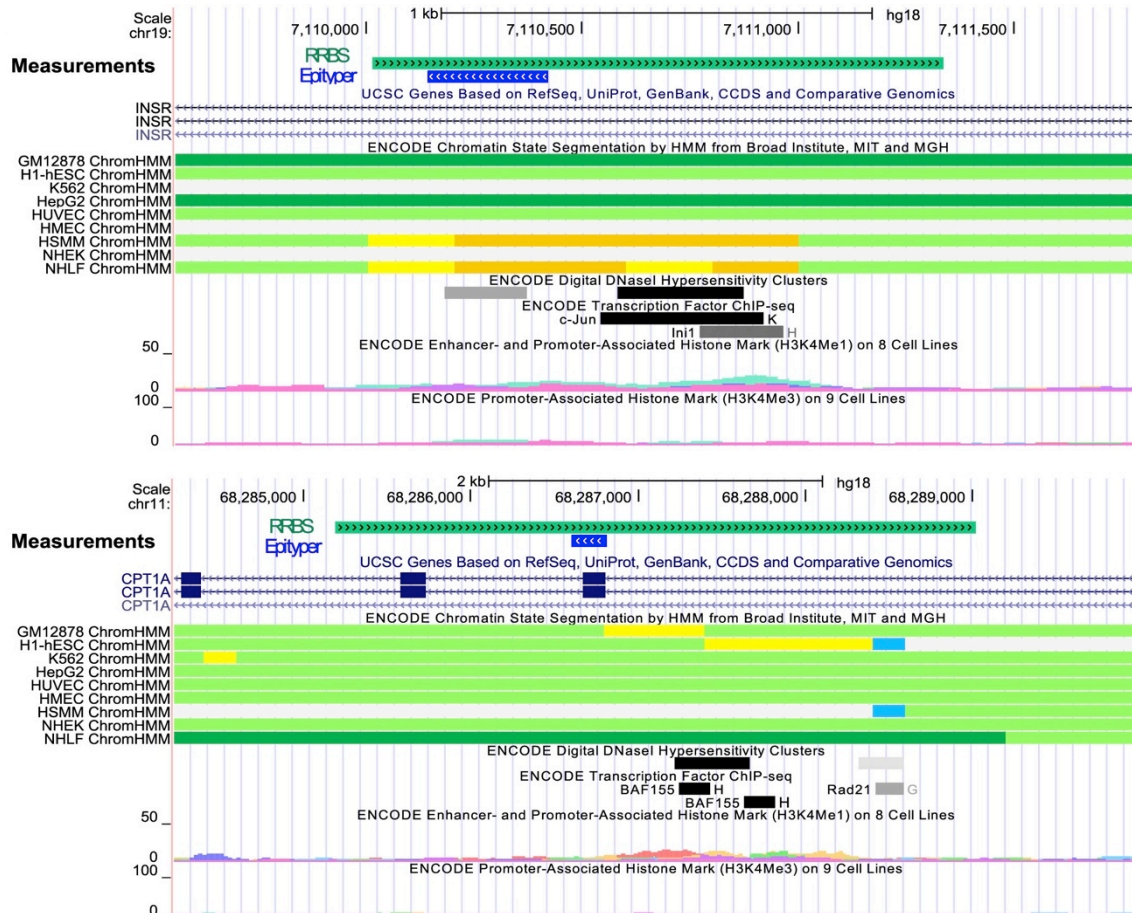 Scale 1 kb hg18
chr19: 7,110,000 7,110,500 7,111,000 7,111,500
RRBS
Measurements
Epityper
UCSC Genes Based on RefSeq, UniProt, GenBank, CCDS and Comparative Genomics
INSR
INSR
INSR
ENCODE Chromatin State Segmentation by HMM from Broad Institute, MIT and MGH
GM12878 ChromHMM
H1-hESC ChromHMM
K562 ChromHMM
HepG2 ChromHMM
HUVEC ChromHMM
HMEC ChromHMM
HSMM ChromHMM
NHEK ChromHMM
NHLF ChromHMM
ENCODE Digital DNaseI Hypersensitivity Clusters
ENCODE Transcription Factor ChIP-seq
c-Jun K
Ini1 H
ENCODE Enhancer- and Promoter-Associated Histone Mark (H3K4Me1) on 8 Cell Lines
50
0
ENCODE Promoter-Associated Histone Mark (H3K4Me3) on 9 Cell Lines
100
0
Scale 2 kb hg18
chr11: 68,285,000 68,286,000 68,287,000 68,288,000 68,289,000
RRBS
Measurements
Epityper
UCSC Genes Based on RefSeq, UniProt, GenBank, CCDS and Comparative Genomics
CPT1A
CPT1A
CPT1A
ENCODE Chromatin State Segmentation by HMM from Broad Institute, MIT and MGH
GM12878 ChromHMM
H1-hESC ChromHMM
K562 ChromHMM
HepG2 ChromHMM
HUVEC ChromHMM
HMEC ChromHMM
HSMM ChromHMM
NHEK ChromHMM
NHLF ChromHMM
ENCODE Digital DNaseI Hypersensitivity Clusters
ENCODE Transcription Factor ChIP-seq
BAF155 H Rad21 G
BAF155 H
ENCODE Enhancer- and Promoter-Associated Histone Mark (H3K4Me1) on 8 Cell Lines
50
0
ENCODE Promoter-Associated Histone Mark (H3K4Me3) on 9 Cell Lines
100
0